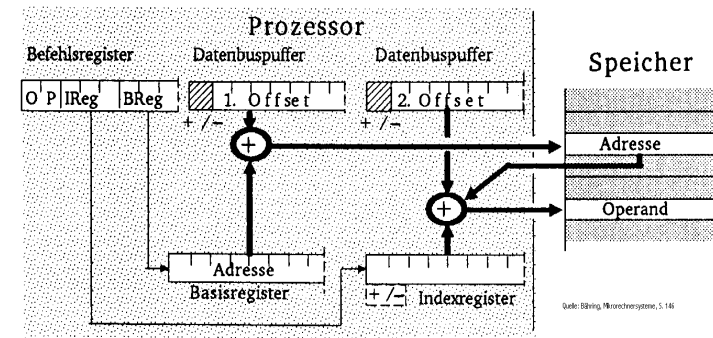 Prozessor
Befehlsregister
Datenbuspuffer
Datenbuspuffer
Speicher
O P IReg BReg
1. Offset
2. Offset
+ /-
+ /-
+
Adresse
+
Operand
Adresse
Basisregister
+ /-
Indexregister
Quelle: Bähring, Mikrorechnersysteme, S. 146